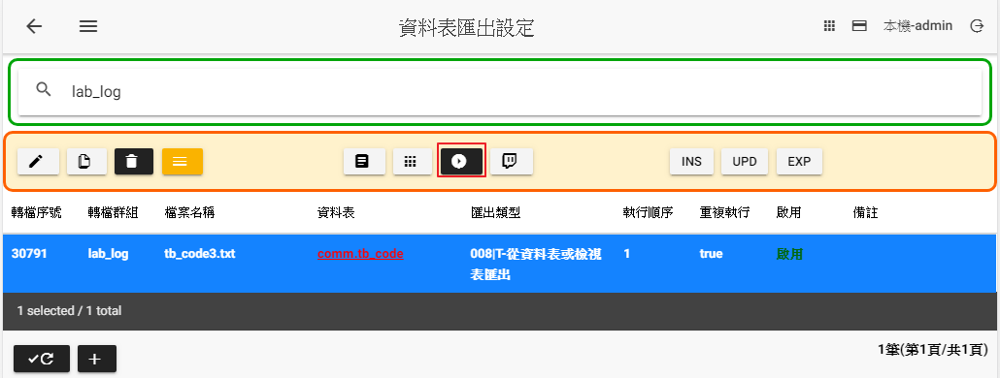 資料表匯出設定
本機-admin
lab_log
INS UPD EXP
轉檔序號 轉檔群組 檔案名稱 資料表 匯出類型 執行順序 重複執行 啟用 備註
30791 lab_log tb_code3.txt comm.tb_code 008|T-從資料表或檢視 1 true 啟用
表匯出
1 selected / 1 total
1筆(第1頁/共1頁)